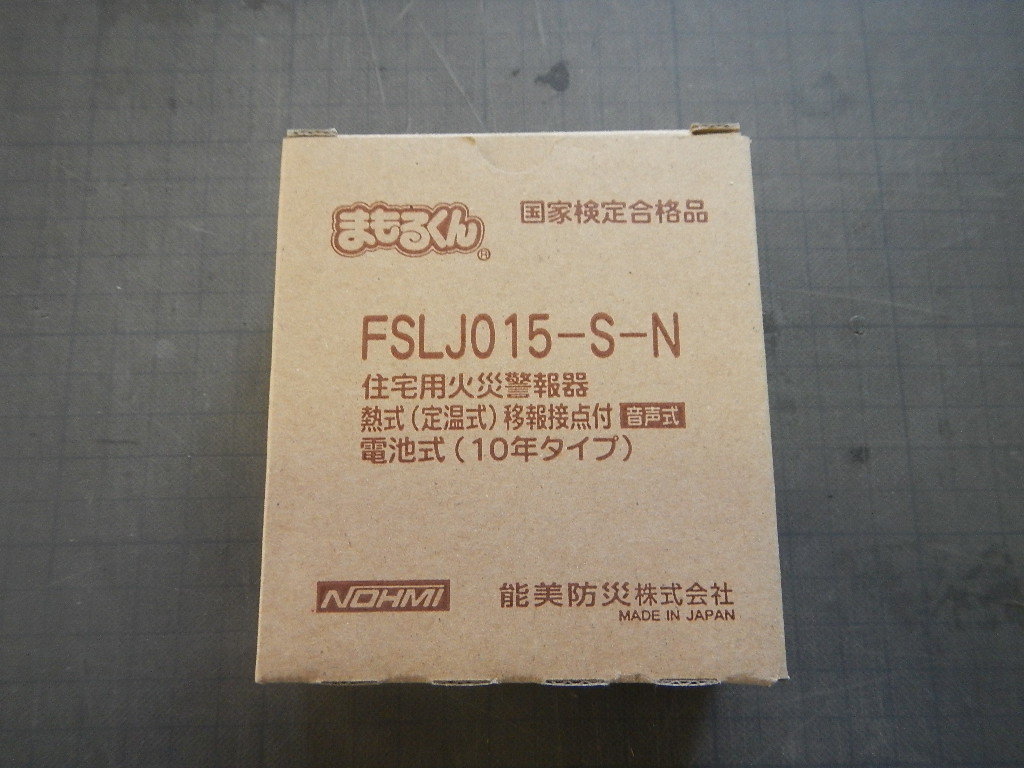 まもるくん®
国家検定合格品
FSLJ015-S-N
住宅用火災警報器
熱式(定温式)移報接点付 音声式
電池式(10年タイプ)
NOHMI
能美防災株式会社
MADE IN JAPAN